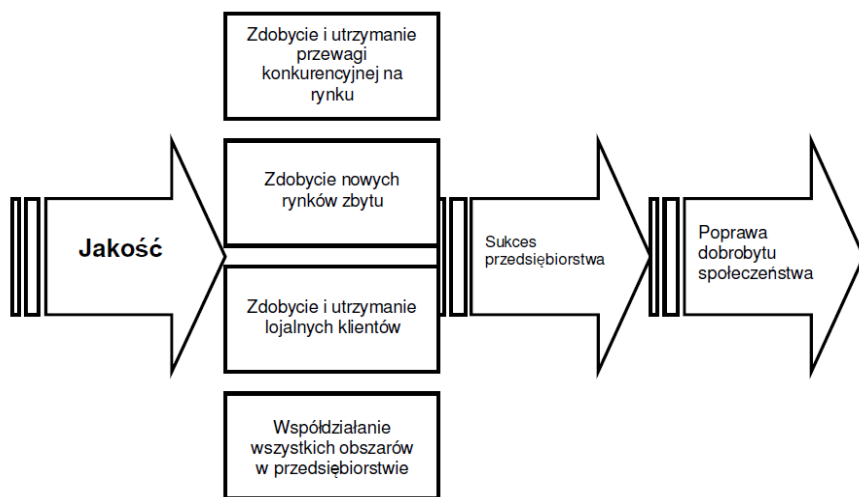 Jakość
Zdobycie i utrzymanie
przewagi
konkurencyjnej na
rynku
Zdobycie nowych
rynków zbytu
Zdobycie i utrzymanie
lojalnych klientów
Współdziałanie
wszystkich obszarów
w przedsiębiorstwie
Sukces
przedsiębiorstwa
Poprawa
dobrobytu
społeczeństwa